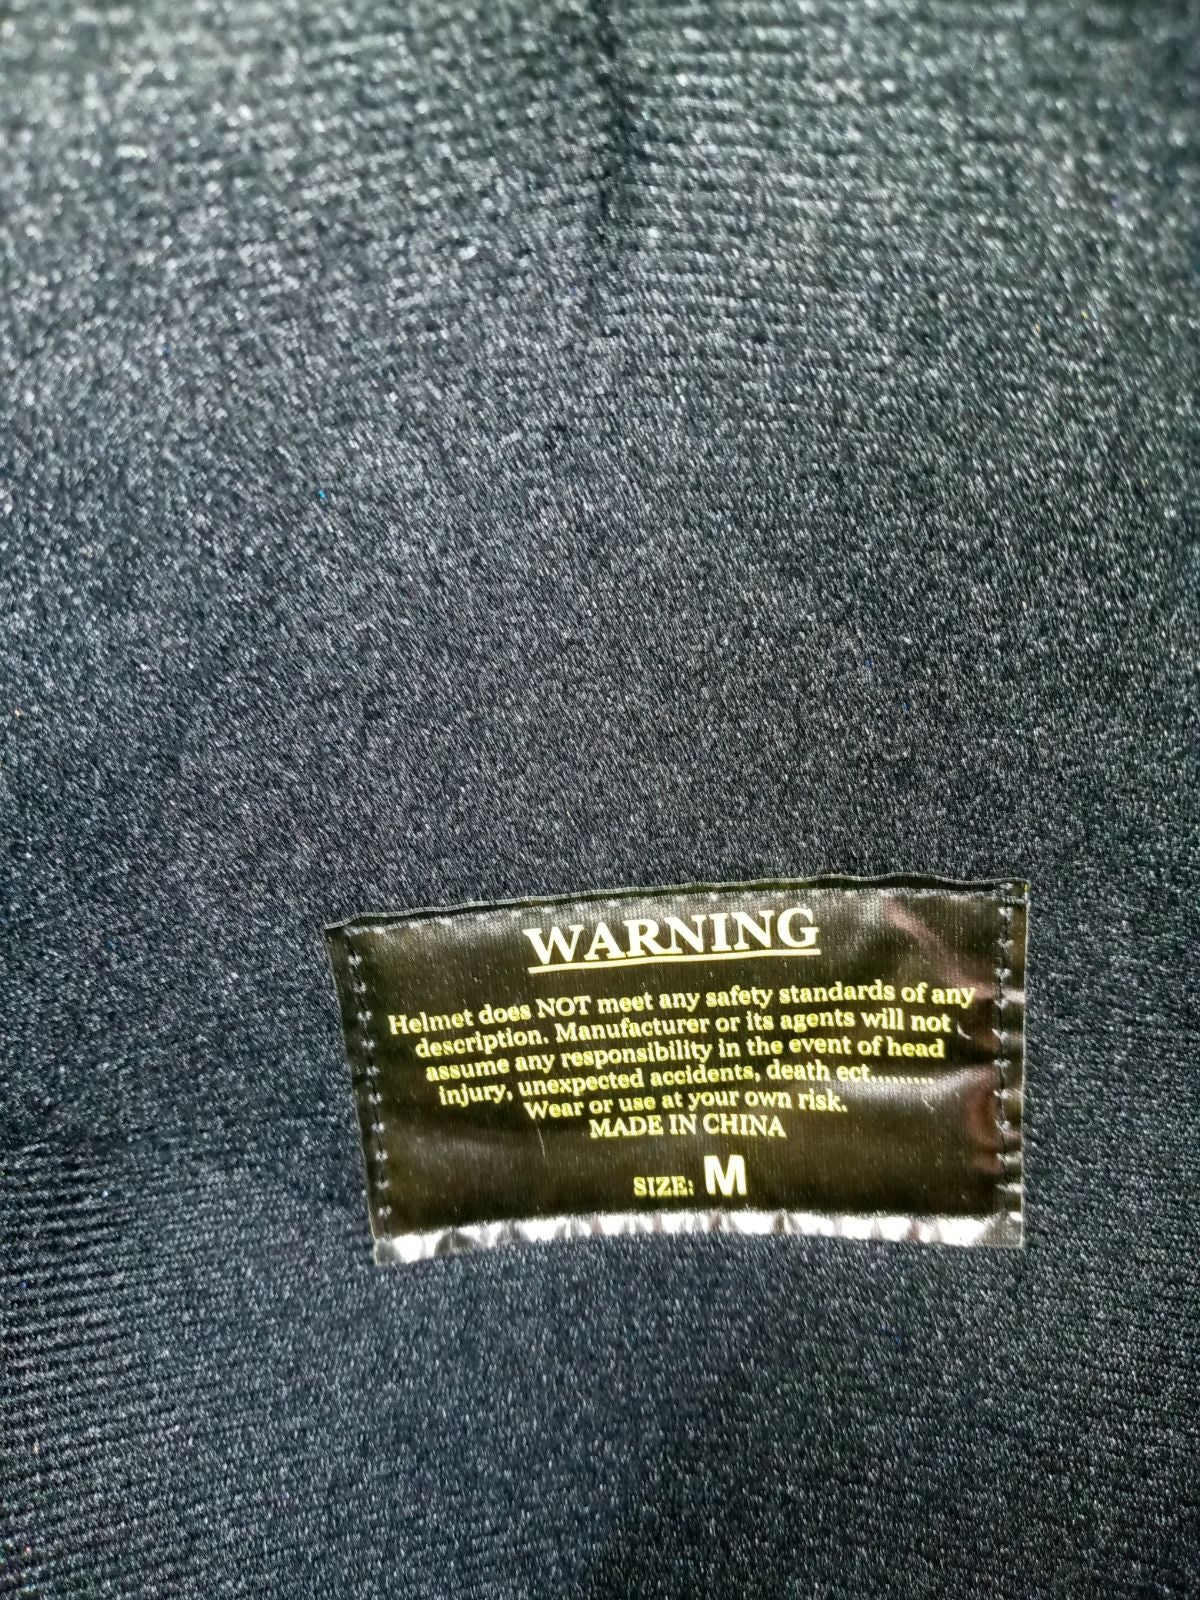 WARNING
Helmet does NOT meet any safety standards of any
description. Manufacturer or its agents will not
assume any responsibility in the event of head
injury, unexpected accidents, death ect.........
Wear or use at your own risk.
MADE IN CHINA
SIZE: M